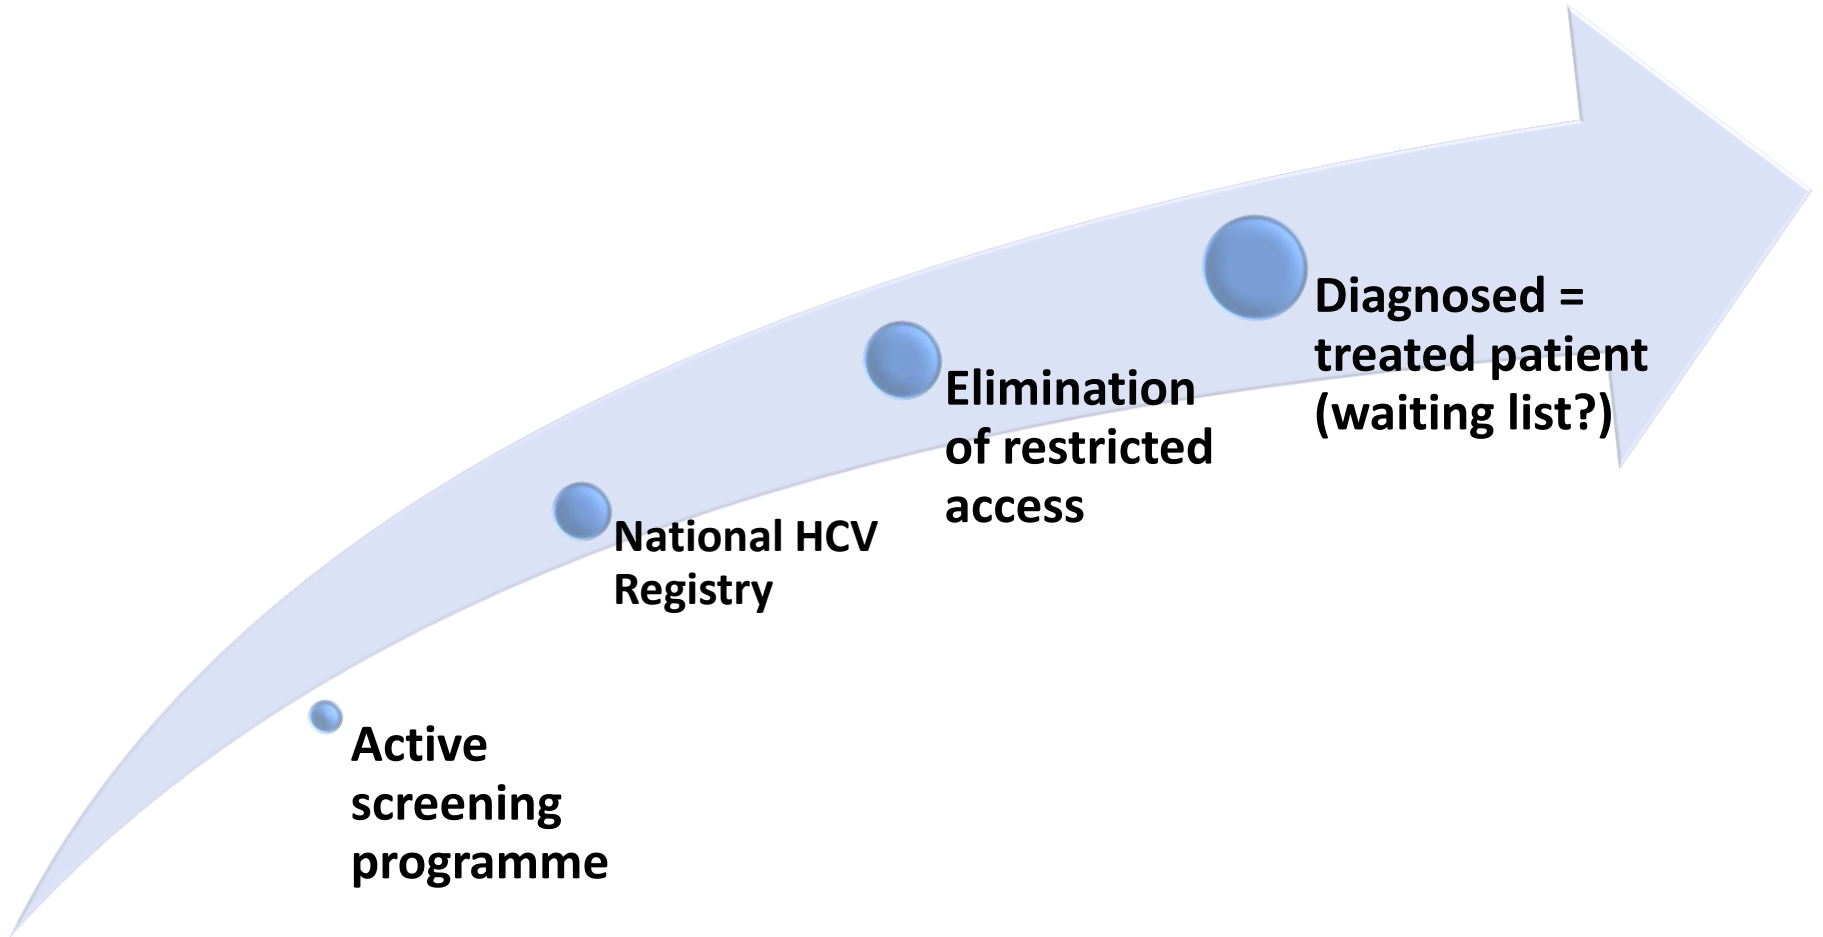 Diagnosed =
treated patient
(waiting list?)
Elimination
of restricted
access
National HCV
Registry
Active
screening
programme